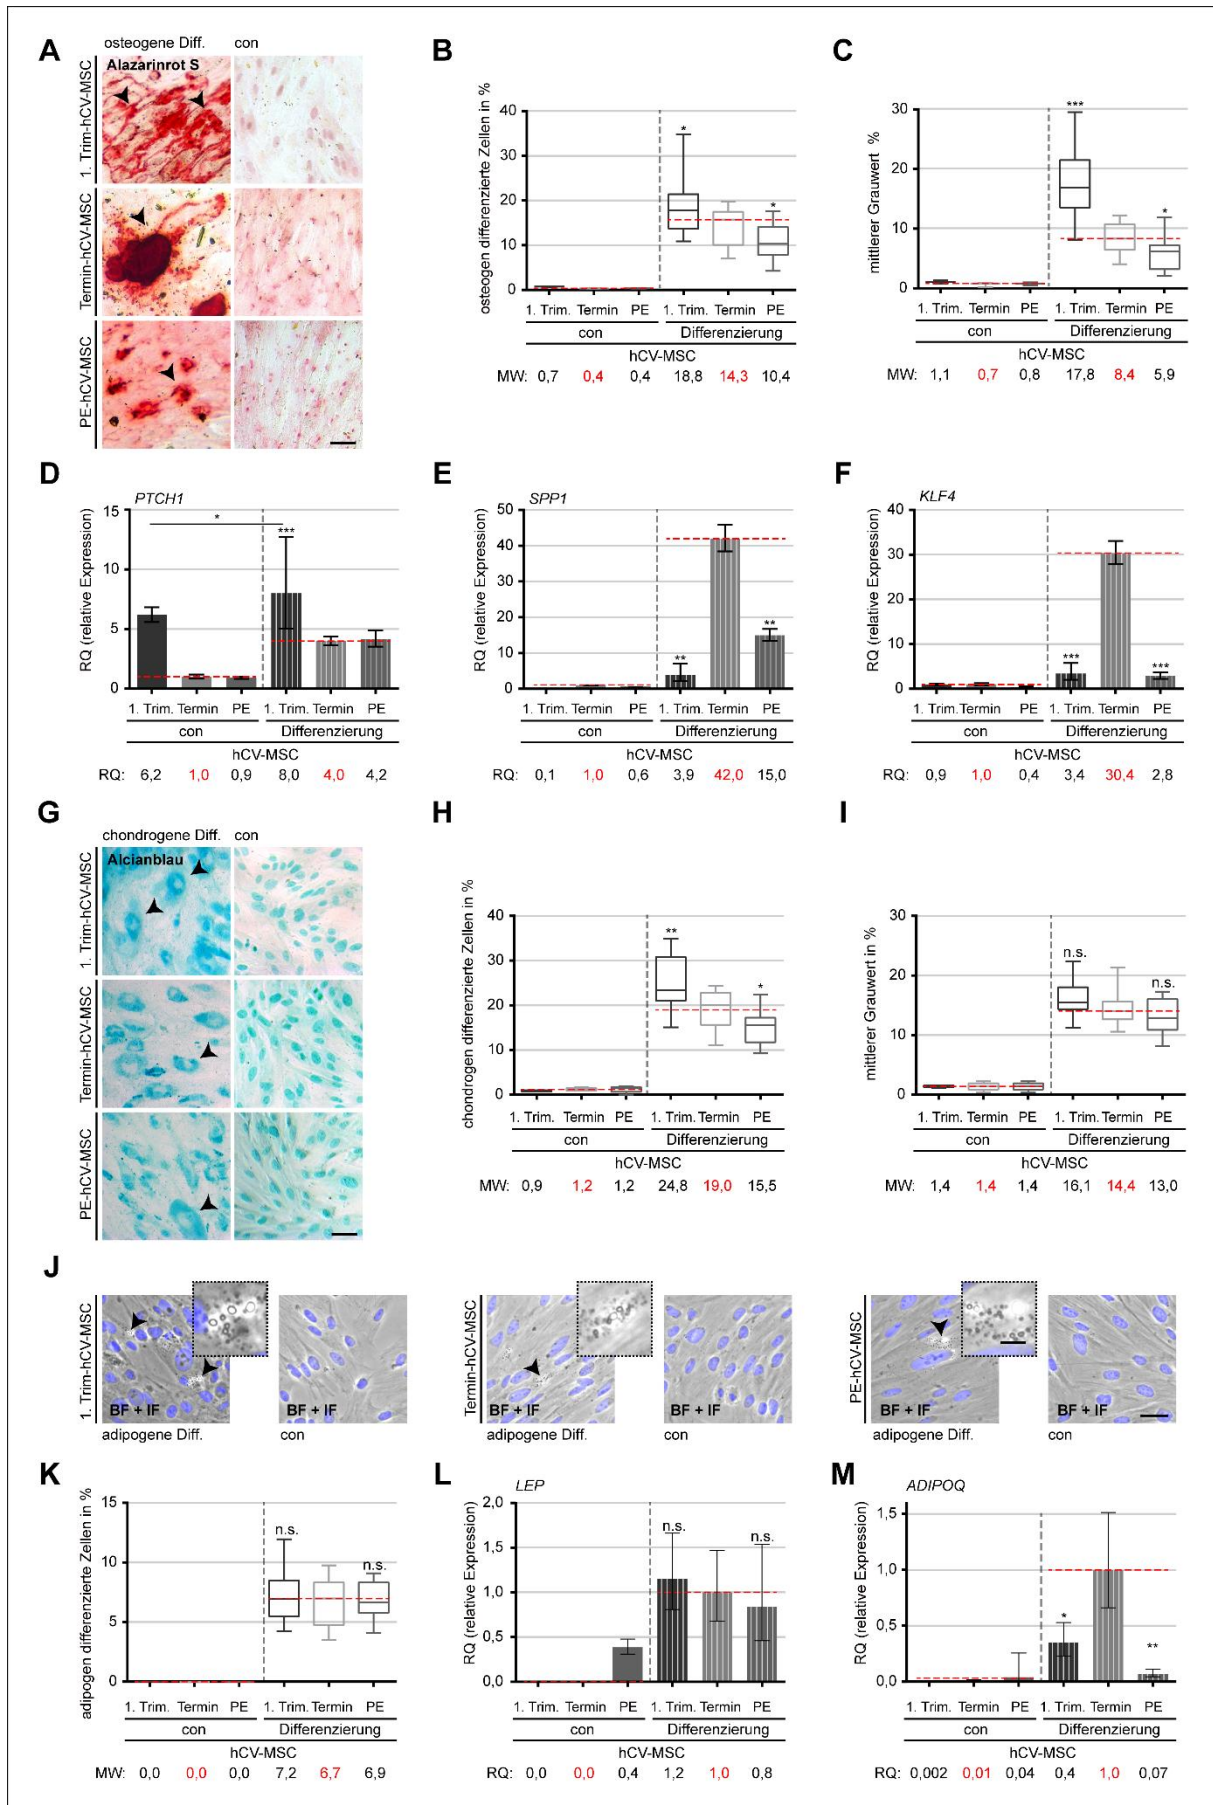 A
osteogene Diff. con
Alazarinrot S
1. Trim-hCV-MSC
Termin-hCV-MSC
PE-hCV-MSC
B
osteogen differenzierte Zellen in %
40
30
20
10
0
* *
1. Trim. Termin PE 1. Trim. Termin PE
con Differenzierung
hCV-MSC
MW: 0,7 0,4 0,4 18,8 14,3 10,4
C
mittlerer Grauwert %
30
20
10
0
*** *
1. Trim. Termin PE 1. Trim. Termin PE
con Differenzierung
hCV-MSC
MW: 1,1 0,7 0,8 17,8 8,4 5,9
D
PTCH1
RQ (relative Expression)
15
10
5
0
* ***
1. Trim. Termin PE 1. Trim. Termin PE
con Differenzierung
hCV-MSC
RQ: 6,2 1,0 0,9 8,0 4,0 4,2
E
SPP1
RQ (relative Expression)
50
40
30
20
10
0
** **
1. Trim. Termin PE 1. Trim. Termin PE
con Differenzierung
hCV-MSC
RQ: 0,1 1,0 0,6 3,9 42,0 15,0
F
KLF4
RQ (relative Expression)
40
30
20
10
0
*** ***
1. Trim. Termin PE 1. Trim. Termin PE
con Differenzierung
hCV-MSC
RQ: 0,9 1,0 0,4 3,4 30,4 2,8
G
chondrogene Diff. con
Alcianblau
1. Trim-hCV-MSC
Termin-hCV-MSC
PE-hCV-MSC
H
chondrogen differenzierte Zellen in %
40
30
20
10
0
** *
1. Trim. Termin PE 1. Trim. Termin PE
con Differenzierung
hCV-MSC
MW: 0,9 1,2 1,2 24,8 19,0 15,5
I
mittlerer Grauwert in %
30
20
10
0
n.s. n.s.
1. Trim. Termin PE 1. Trim. Termin PE
con Differenzierung
hCV-MSC
MW: 1,4 1,4 1,4 16,1 14,4 13,0
J
1. Trim-hCV-MSC
BF + IF BF + IF
adipogene Diff. con
Termin-hCV-MSC
BF + IF BF + IF
adipogene Diff. con
PE-hCV-MSC
BF + IF BF + IF
adipogene Diff. con
K
adipogen differenzierte Zellen in %
15
10
5
0
n.s. n.s.
1. Trim. Termin PE 1. Trim. Termin PE
con Differenzierung
hCV-MSC
MW: 0,0 0,0 0,0 7,2 6,7 6,9
L
LEP
RQ (relative Expression)
2,0
1,5
1,0
0,5
0,0
n.s. n.s.
1. Trim. Termin PE 1. Trim. Termin PE
con Differenzierung
hCV-MSC
RQ: 0,0 0,0 0,4 1,2 1,0 0,8
M
ADIPOQ
RQ (relative Expression)
1,5
1,0
0,5
0,0
* **
1. Trim. Termin PE 1. Trim. Termin PE
con Differenzierung
hCV-MSC
RQ: 0,002 0,01 0,04 0,4 1,0 0,07